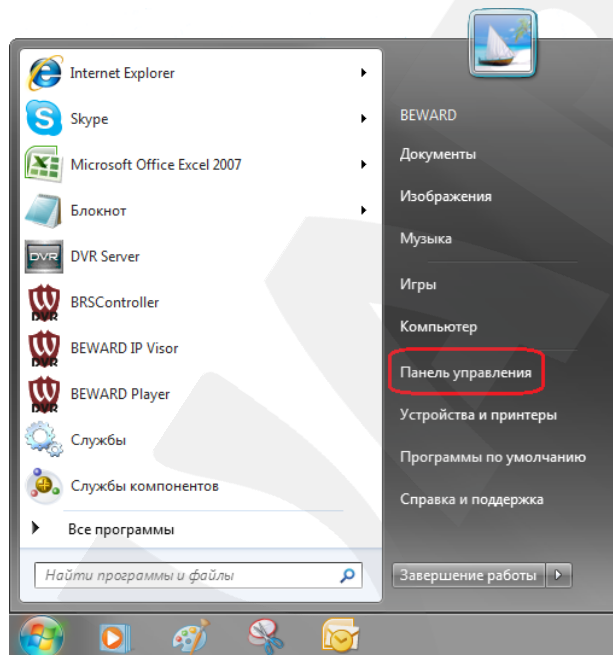 Internet Explorer
Skype
Microsoft Office Excel 2007
Блокнот
DVR Server
BRSController
BEWARD IP Visor
BEWARD Player
Службы
Службы компонентов
Все программы
Найти программы и файлы
BEWARD
Документы
Изображения
Музыка
Игры
Компьютер
Панель управления
Устройства и принтеры
Программы по умолчанию
Справка и поддержка
Завершение работы